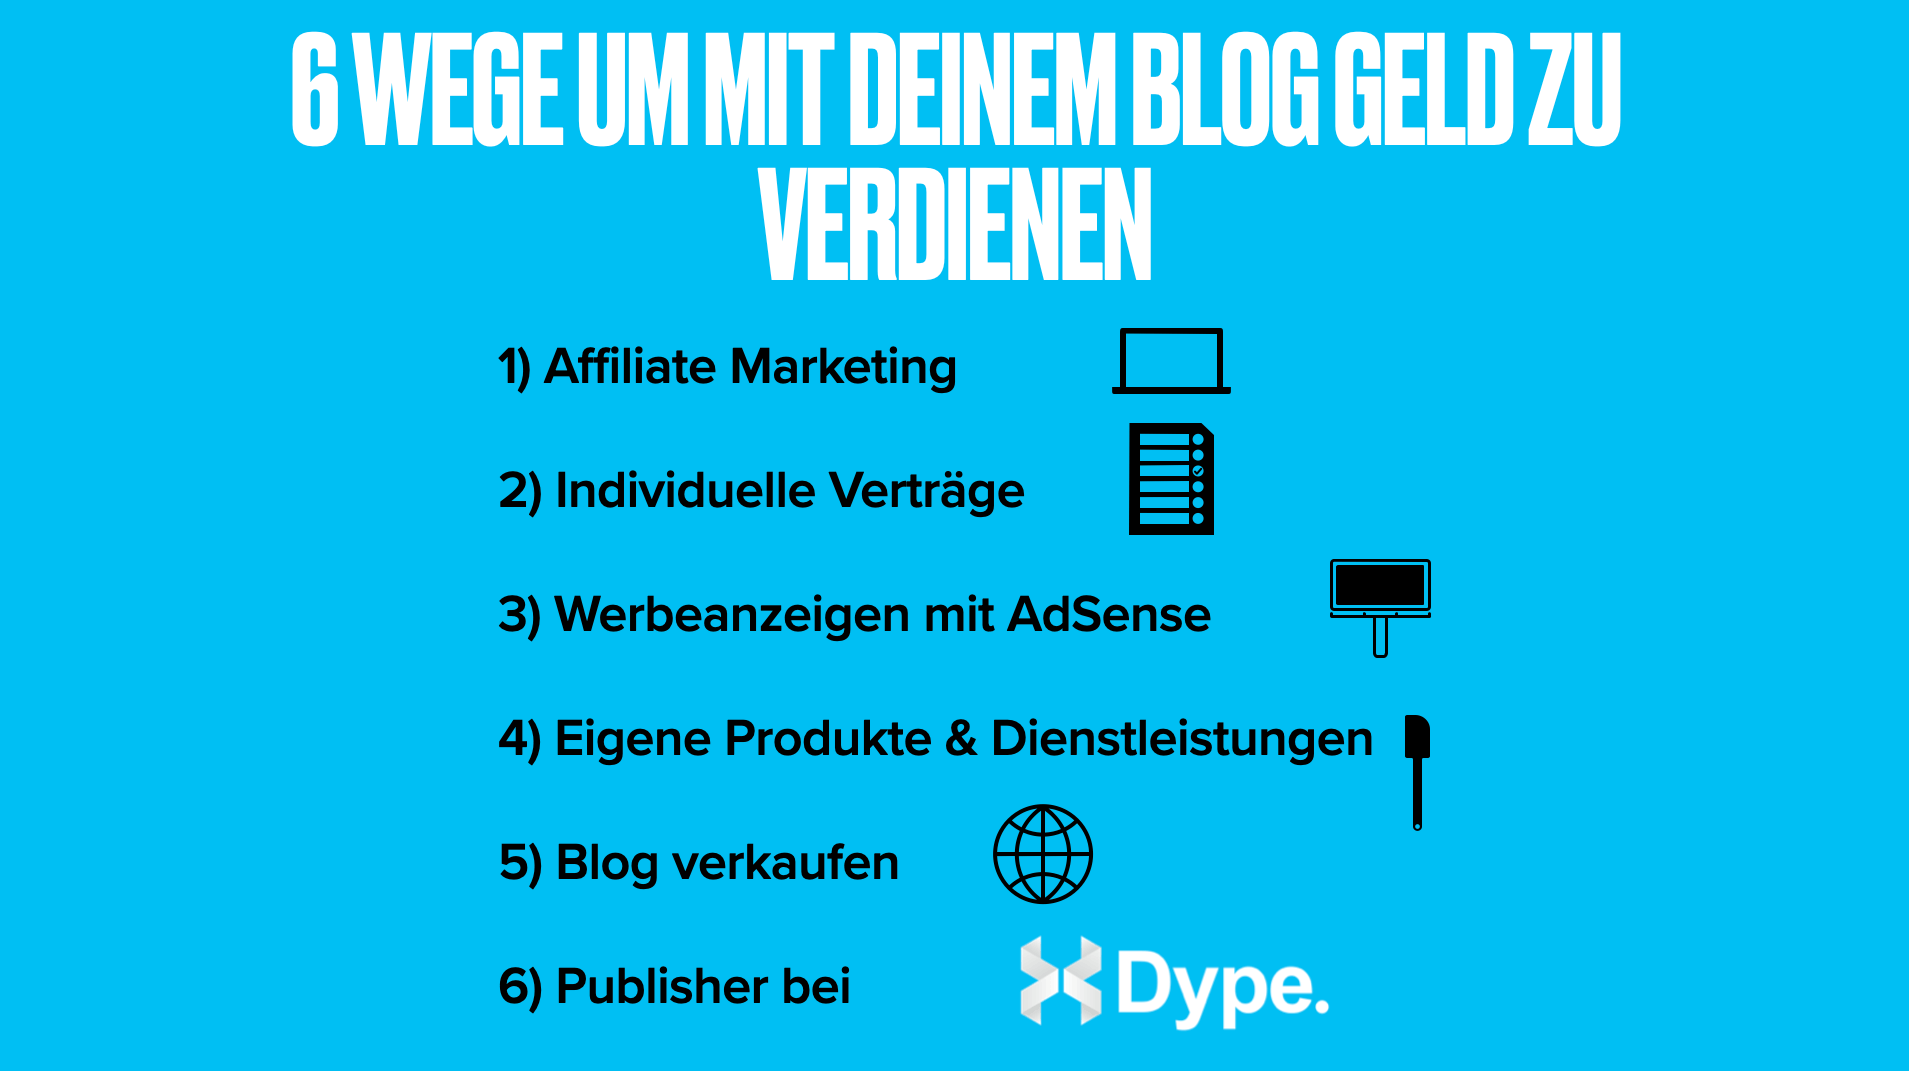 6 WEGE UM MIT DEINEM BLOG GELD ZU
VERDIENEN
1) Affiliate Marketing
2) Individuelle Verträge
3) Werbeanzeigen mit AdSense
4) Eigene Produkte & Dienstleistungen
5) Blog verkaufen
6) Publisher bei Dype.